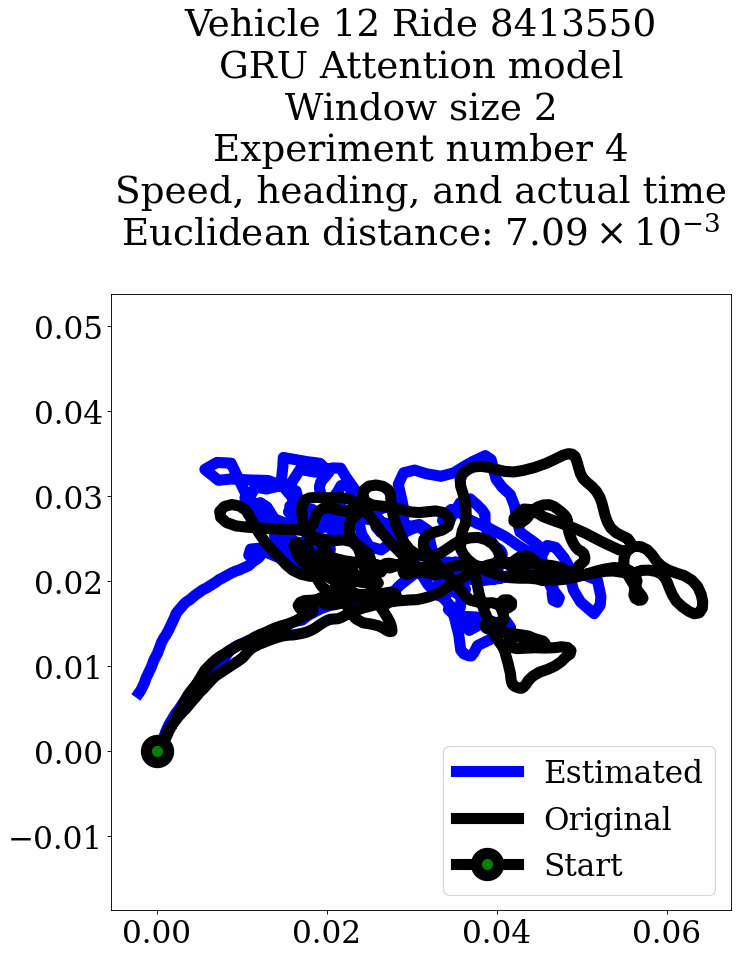 Vehicle 12 Ride 8413550
GRU Attention model
Window size 2
Experiment number 4
Speed, heading, and actual time
Euclidean distance: 7.09 × 10⁻³
0.05
0.04
0.03
0.02
0.01
0.00
−0.01
Estimated
Original
Start
0.00 0.02 0.04 0.06